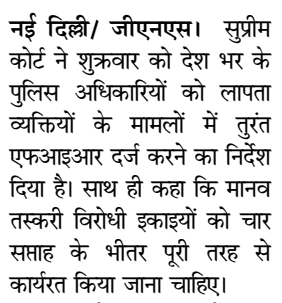 नई दिल्ली/ जीएनएस। सुप्रीम
कोर्ट ने शुक्रवार को देश भर के
पुलिस अधिकारियों को लापता
व्यक्तियों के मामलों में तुरंत
एफआइआर दर्ज करने का निर्देश
दिया है। साथ ही कहा कि मानव
तस्करी विरोधी इकाइयों को चार
सप्ताह के भीतर पूरी तरह से
कार्यरत किया जाना चाहिए।